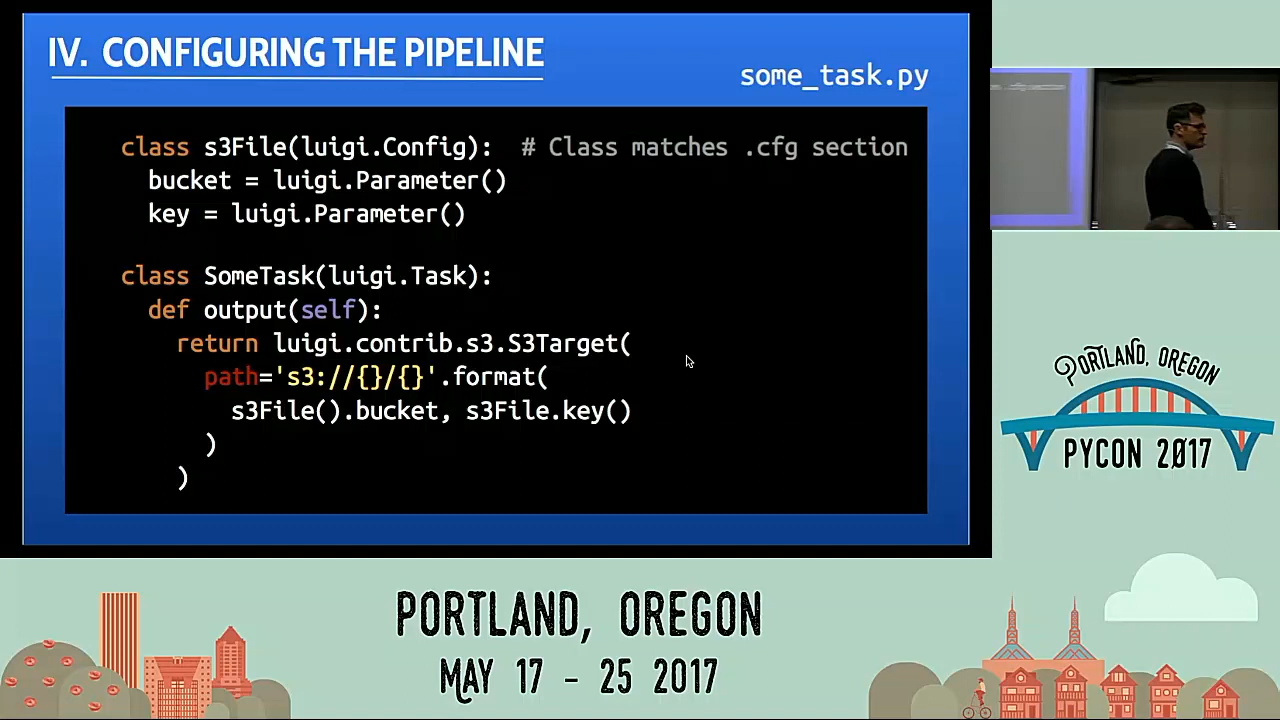 IV. CONFIGURING THE PIPELINE
some_task.py
class s3File(luigi.Config):  # Class matches .cfg section
  bucket = luigi.Parameter()
  key = luigi.Parameter()
class SomeTask(luigi.Task):
  def output(self):
    return luigi.contrib.s3.S3Target(
      path='s3://{}/{}'.format(
        s3File().bucket, s3File.key()
      )
    )
PORTLAND, OREGON
PYCON 2017
PORTLAND, OREGON
MAY 17 - 25 2017